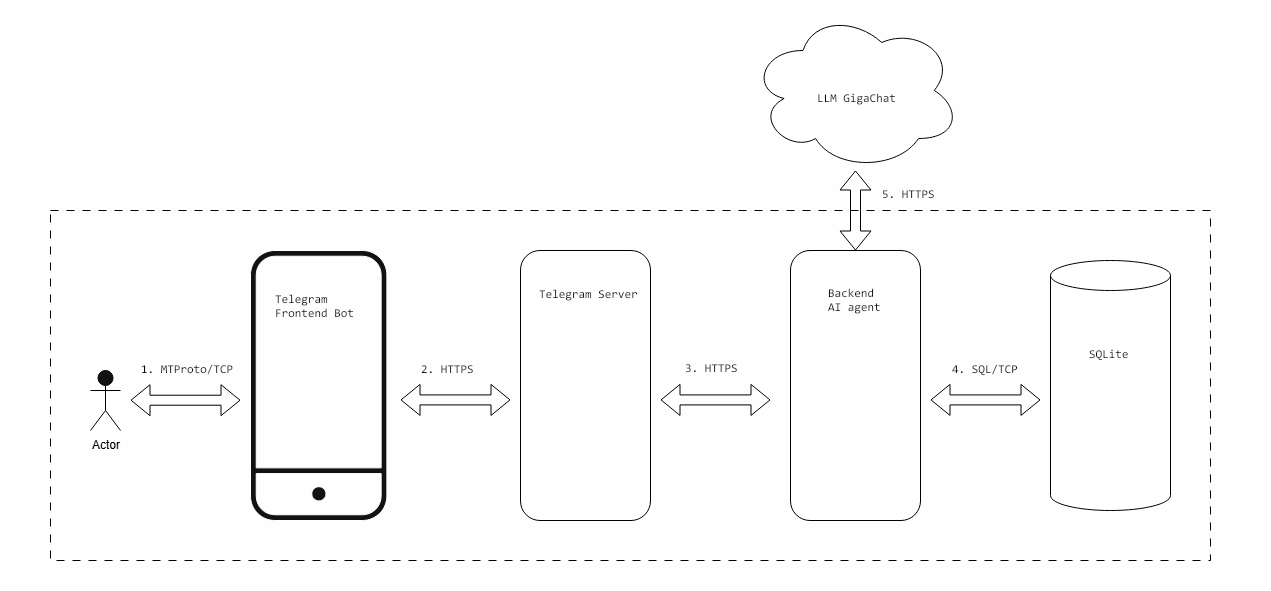 LLM GigaChat
5. HTTPS
Telegram
Frontend Bot
Telegram Server
Backend
AI agent
SQLite
1. MTProto/TCP
2. HTTPS
3. HTTPS
4. SQL/TCP
Actor